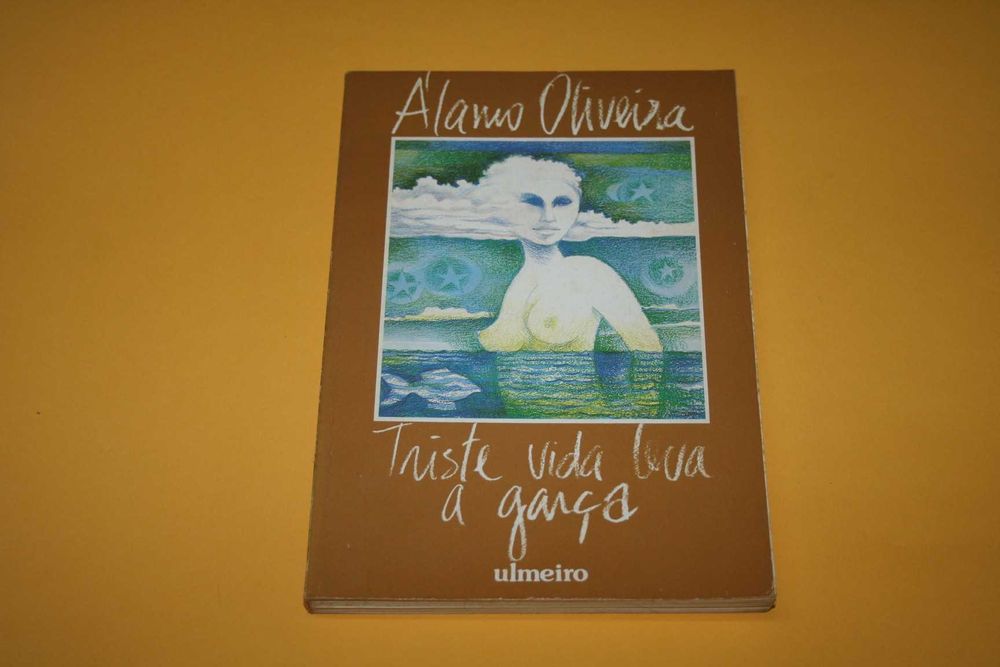 Álamo Oliveira
Triste vida leva
a garça
ulmeiro